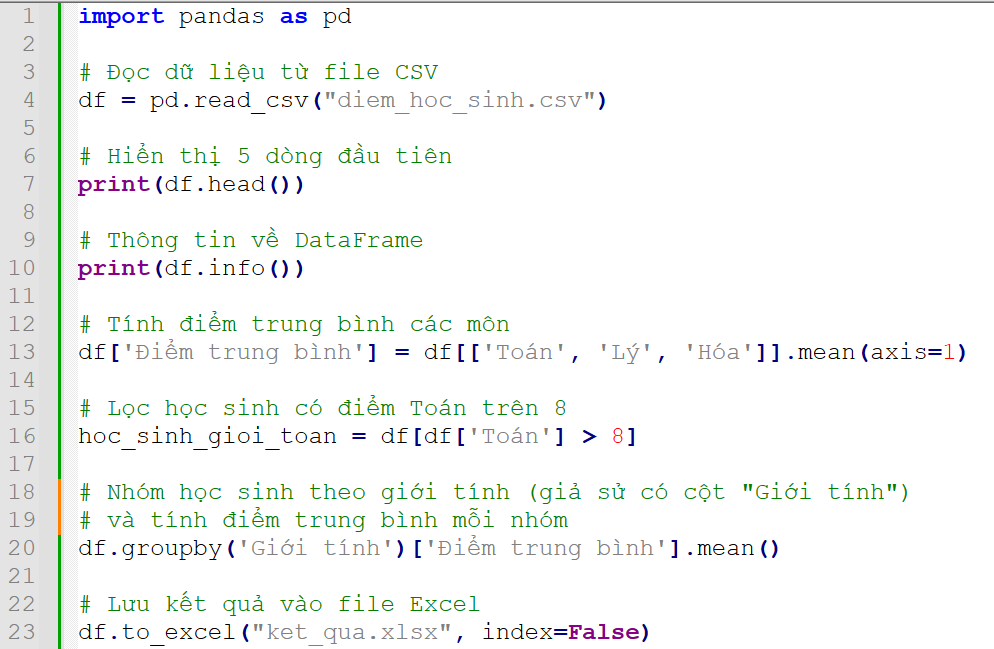 1 import pandas as pd
2
3 # Đọc dữ liệu từ file CSV
4 df = pd.read_csv("diem_hoc_sinh.csv")
5
6 # Hiển thị 5 dòng đầu tiên
7 print(df.head())
8
9 # Thông tin về DataFrame
10 print(df.info())
11
12 # Tính điểm trung bình các môn
13 df['Điểm trung bình'] = df[['Toán', 'Lý', 'Hóa']].mean(axis=1)
14
15 # Lọc học sinh có điểm Toán trên 8
16 hoc_sinh_gioi_toan = df[df['Toán'] > 8]
17
18 # Nhóm học sinh theo giới tính (giả sử có cột "Giới tính")
19 # và tính điểm trung bình mỗi nhóm
20 df.groupby('Giới tính')['Điểm trung bình'].mean()
21
22 # Lưu kết quả vào file Excel
23 df.to_excel("ket_qua.xlsx", index=False)